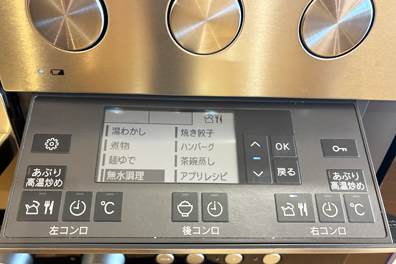 湯わかし 焼き餃子
煮物 ハンバーグ
麺ゆで 茶碗蒸し
無水調理 アプリレシピ
OK
戻る
あぶり
高温炒め
あぶり
高温炒め
℃
℃
左コンロ
後コンロ
右コンロ